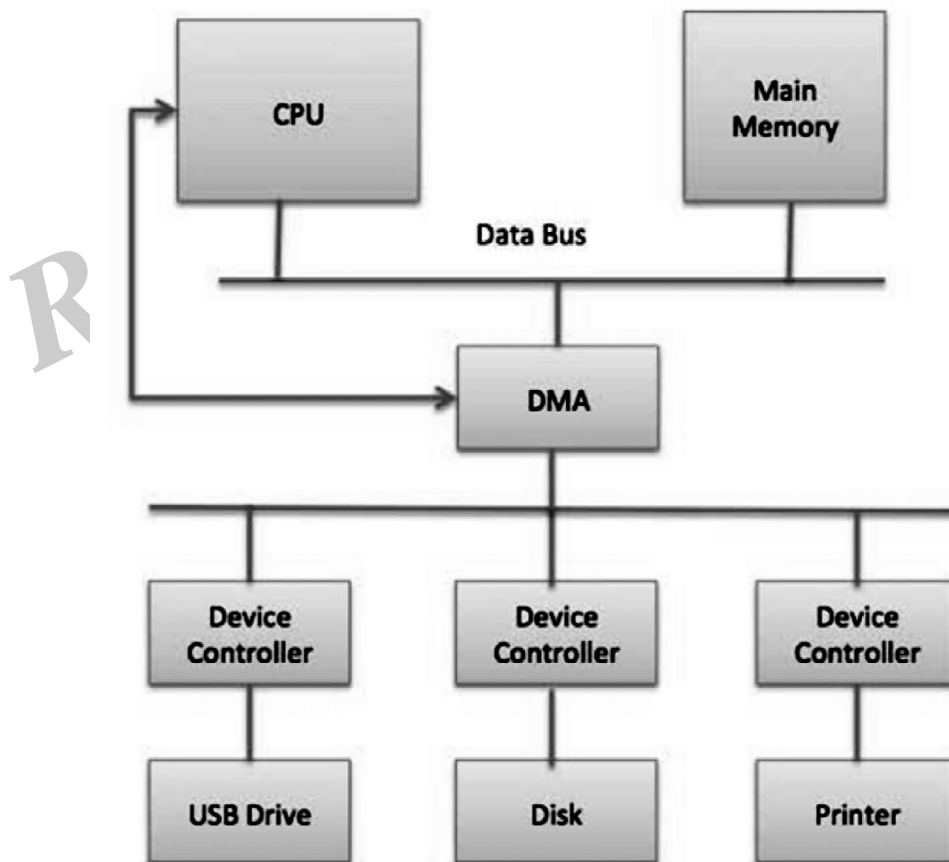 CPU
Main
Memory
Data Bus
R
DMA
Device
Controller
Device
Controller
Device
Controller
USB Drive
Disk
Printer